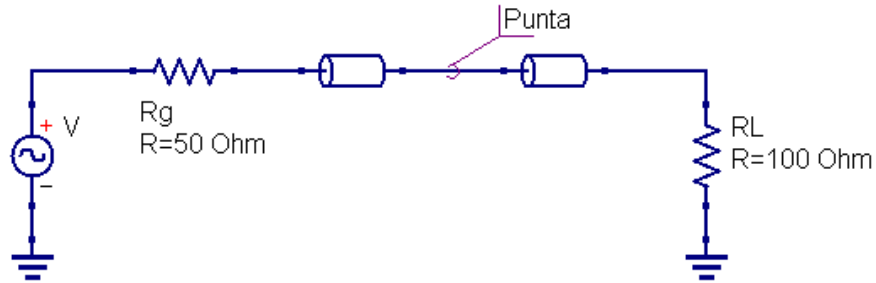 Punta
+
V
-
Rg
R=50 Ohm
RL
R=100 Ohm